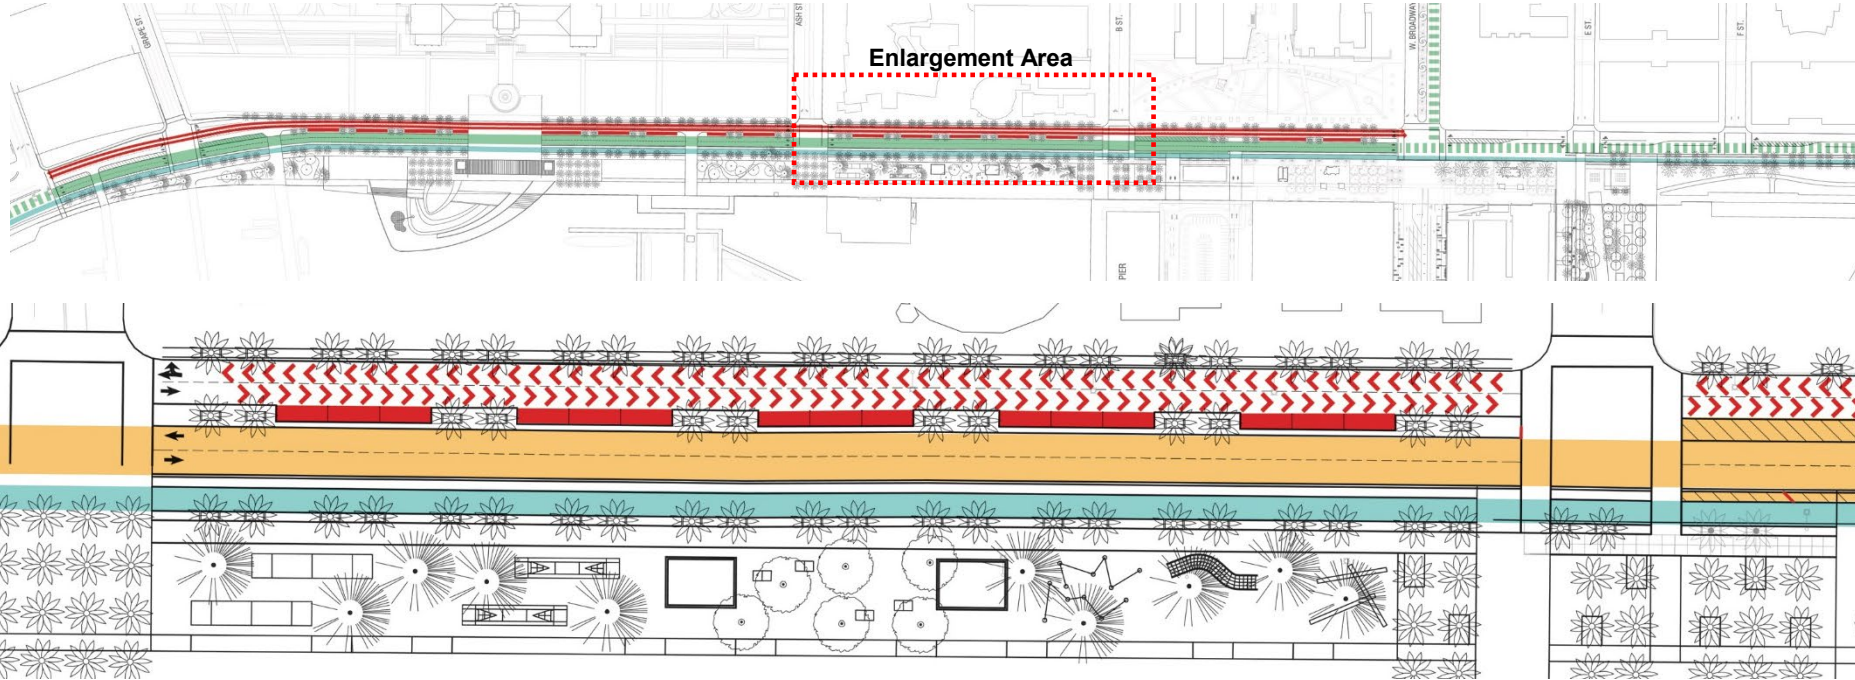 GRAPE ST.
ASH ST.
B ST.
W. BROADWAY
E ST.
F ST.
Enlargement Area
PIER